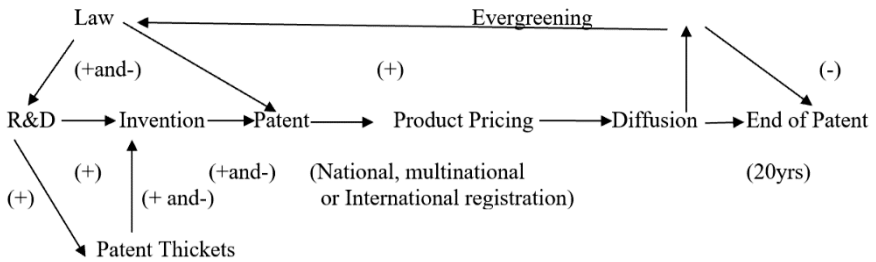 Law Evergreening
(+and-) (+) (-)
R&D Invention Patent Product Pricing Diffusion End of Patent
(+) (+and-) (National, multinational (20yrs)
(+) (+ and-) or International registration)
Patent Thickets